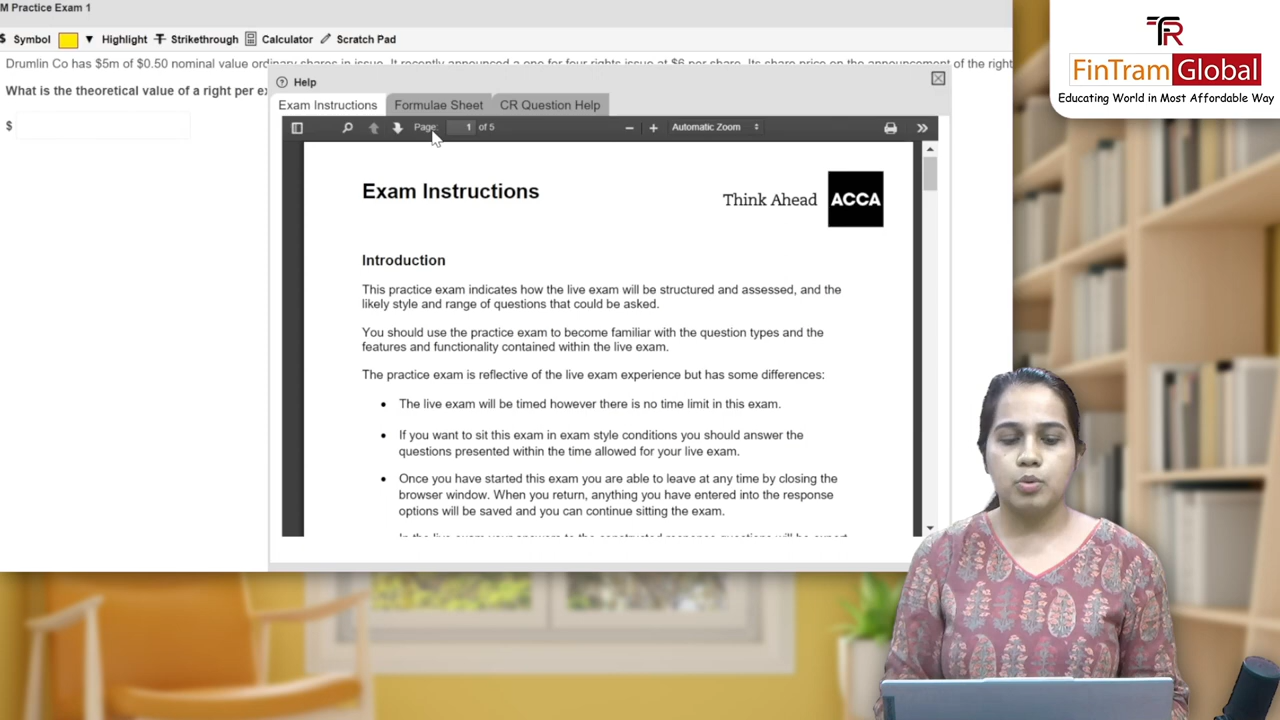 M Practice Exam 1
Symbol Highlight Strikethrough Calculator Scratch Pad
Drumlin Co has $5m of $0.50 nominal value ordinary shares in issue. It recently announced a one for four rights issue at $6 per share. Its share price on the announcement of the right
What is the theoretical value of a right per ex
$
Help
Exam Instructions Formulae Sheet CR Question Help
Page: 1 of 5 Automatic Zoom
Exam Instructions
Think Ahead ACCA
Introduction
This practice exam indicates how the live exam will be structured and assessed, and the
likely style and range of questions that could be asked.
You should use the practice exam to become familiar with the question types and the
features and functionality contained within the live exam.
The practice exam is reflective of the live exam experience but has some differences:
• The live exam will be timed however there is no time limit in this exam.
• If you want to sit this exam in exam style conditions you should answer the
questions presented within the time allowed for your live exam.
• Once you have started this exam you are able to leave at any time by closing the
browser window. When you return, anything you have entered into the response
options will be saved and you can continue sitting the exam.
FinTram Global
Educating World in Most Affordable Way